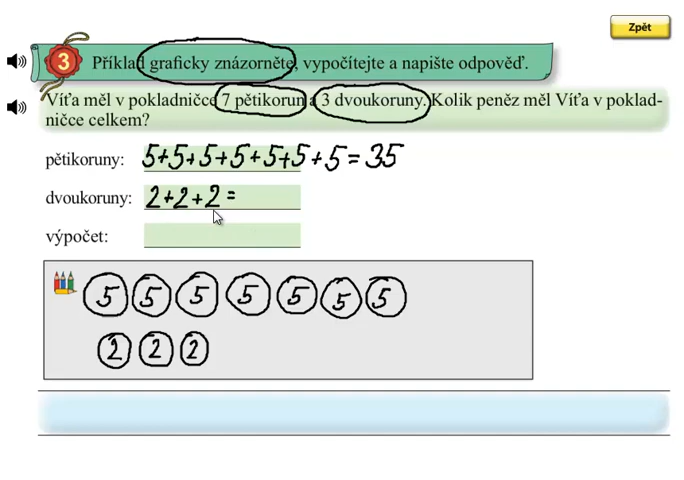 Zpět
3 Příklad graficky znázorněte, vypočítejte a napište odpověď.
Víťa měl v pokladničce 7 pětikorun a 3 dvoukoruny. Kolik peněz měl Víťa v poklad-
ničce celkem?
pětikoruny: 5+5+5+5+5+5+5=35
dvoukoruny: 2+2+2=
výpočet:
5 5 5 5 5 5 5
2 2 2